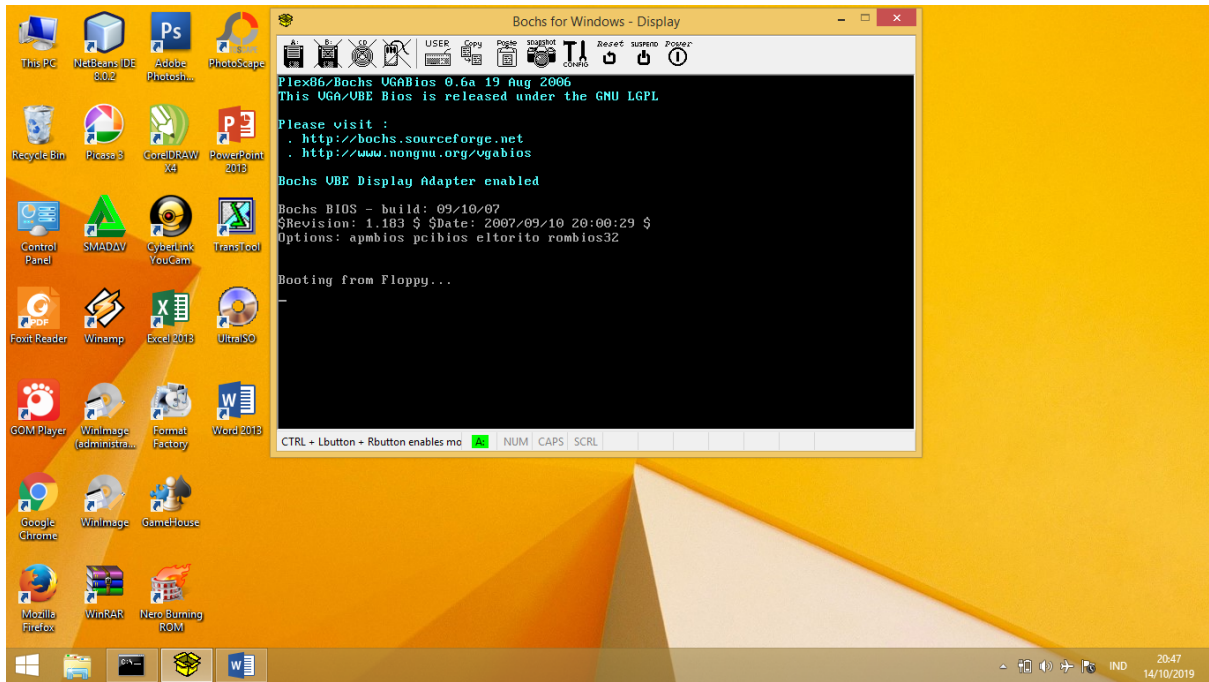 Bochs for Windows - Display
A:
B:
CD
USER
Copy
Paste
snapshot
CONFIG
Reset
SUSPEND
Power
Plex86/Bochs VGABios 0.6a 19 Aug 2006
This VGA/VBE Bios is released under the GNU LGPL
Please visit :
. http://bochs.sourceforge.net
. http://www.nongnu.org/vgabios
Bochs VBE Display Adapter enabled
Bochs BIOS - build: 09/10/07
$Revision: 1.183 $ $Date: 2007/09/10 20:00:29 $
Options: apmbios pcibios eltorito rombios32
Booting from Floppy...
CTRL + Lbutton + Rbutton enables mo
A:
NUM
CAPS
SCRL
This PC
NetBeans IDE
8.0.2
Adobe
Photosh...
PhotoScape
Recycle Bin
Picasa 3
CorelDRAW
X4
PowerPoint
2013
Control
Panel
SMADAV
CyberLink
YouCam
TransTool
Foxit Reader
Winamp
Excel 2013
UltraISO
GOM Player
WinImage
(administra...
Format
Factory
Word 2013
Google
Chrome
WinImage
GameHouse
Mozilla
Firefox
WinRAR
Nero Burning
ROM
IND
20:47
14/10/2019